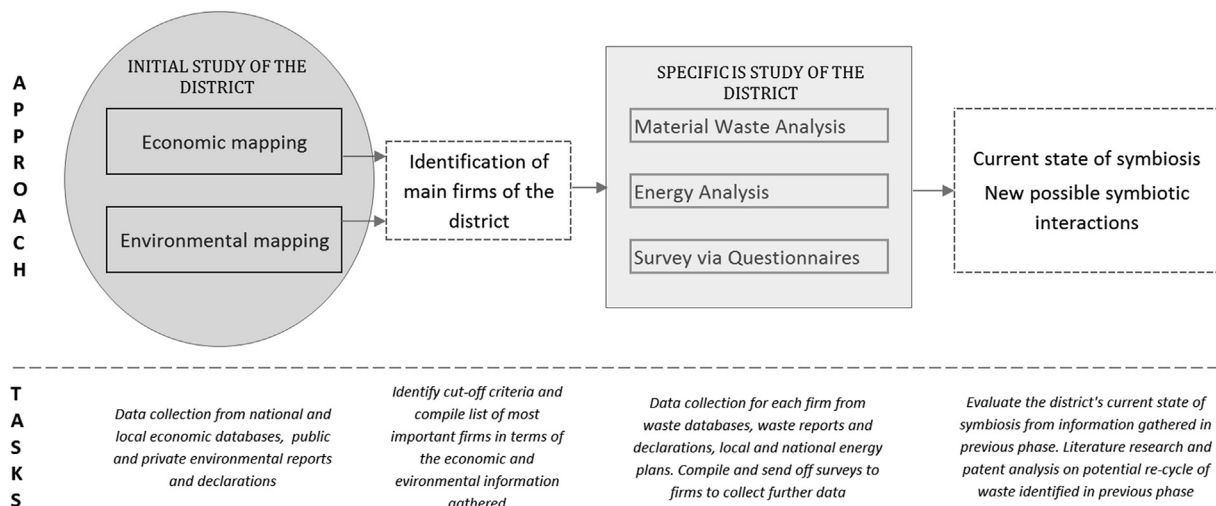 APPROACH
INITIAL STUDY OF THE
DISTRICT
Economic mapping
Environmental mapping
Identification of
main firms of the
district
SPECIFIC IS STUDY OF THE
DISTRICT
Material Waste Analysis
Energy Analysis
Survey via Questionnaires
Current state of symbiosis
New possible symbiotic
interactions
TASKS
Data collection from national and
local economic databases, public
and private environmental reports
and declarations
Identify cut-off criteria and
compile list of most
important firms in terms of
the economic and
evironmental information
gathered
Data collection for each firm from
waste databases, waste reports and
declarations, local and national energy
plans. Compile and send off surveys to
firms to collect further data
Evaluate the district's current state of
symbiosis from information gathered in
previous phase. Literature research and
patent analysis on potential re-cycle of
waste identified in previous phase